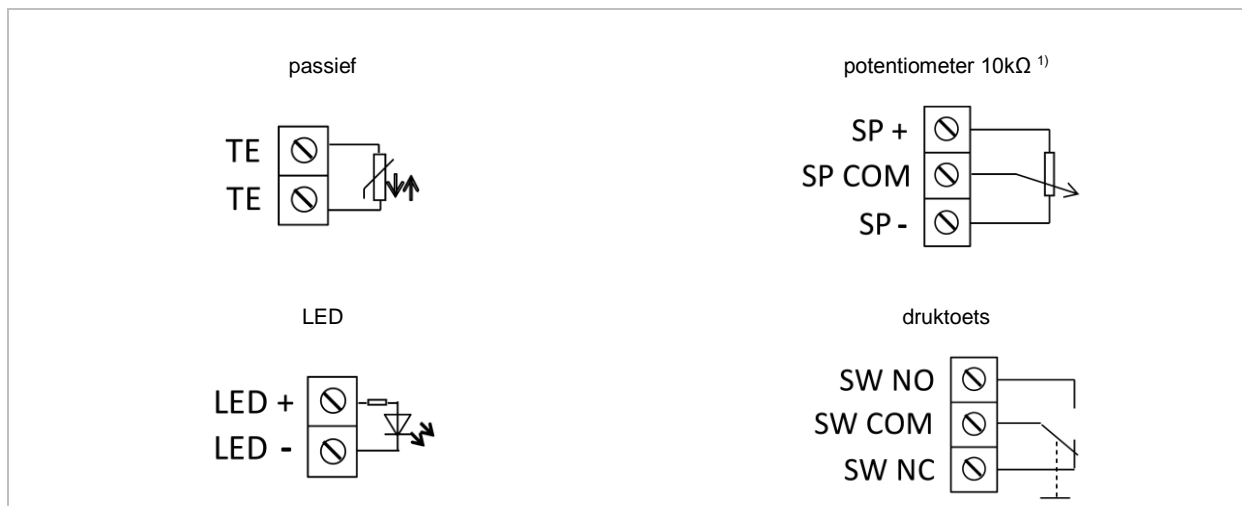 passief
TE
TE
potentiometer 10kΩ 1)
SP +
SP COM
SP -
LED
LED +
LED -
druktoets
SW NO
SW COM
SW NC